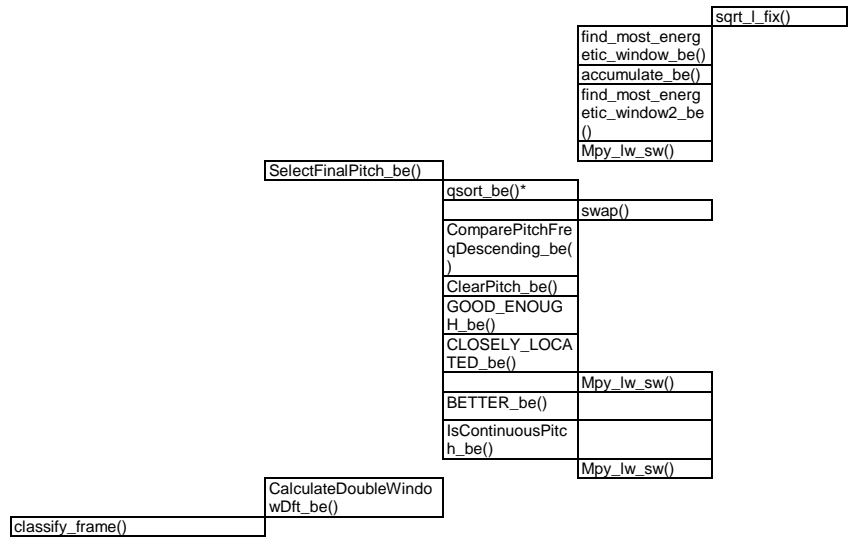 sqrt_l_fix()
find_most_energ
etic_window_be()
accumulate_be()
find_most_energ
etic_window2_be
()
Mpy_lw_sw()
SelectFinalPitch_be()
qsort_be()*
swap()
ComparePitchFre
qDescending_be(
)
ClearPitch_be()
GOOD_ENOUG
H_be()
CLOSELY_LOCA
TED_be()
Mpy_lw_sw()
BETTER_be()
IsContinuousPitc
h_be()
Mpy_lw_sw()
CalculateDoubleWindo
wDft_be()
classify_frame()